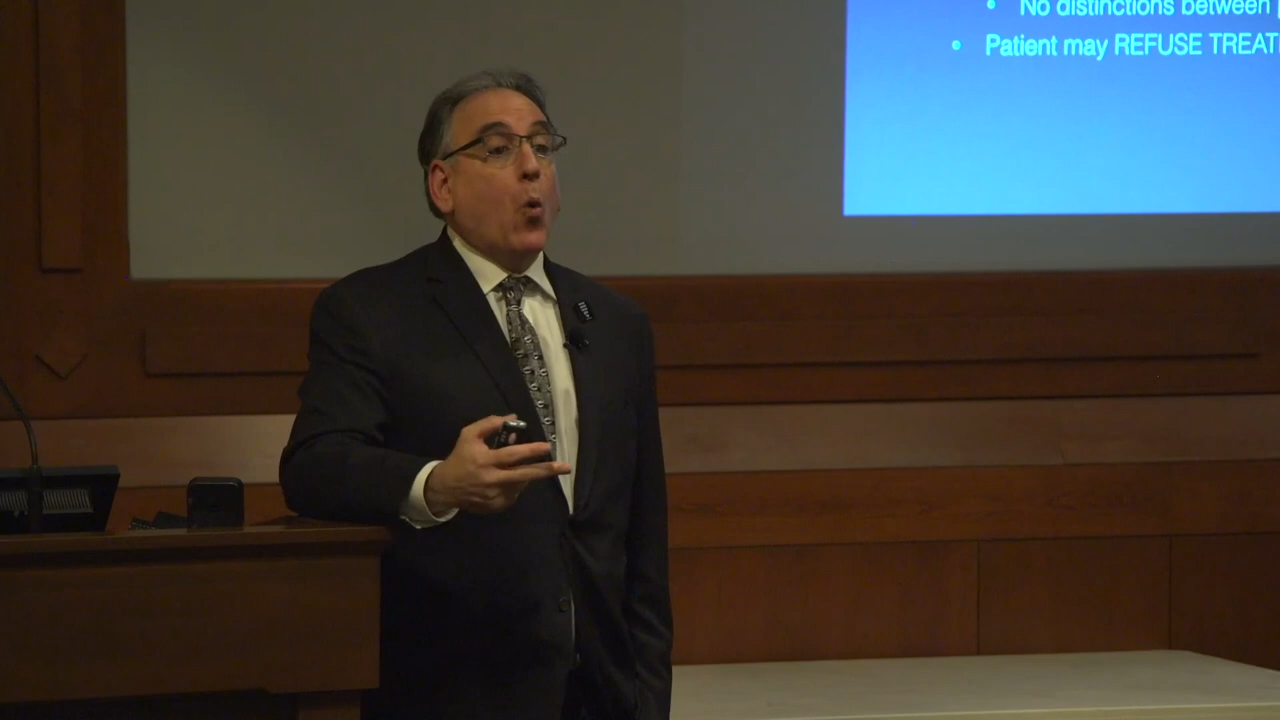 • No distinctions between
• Patient may REFUSE TREAT